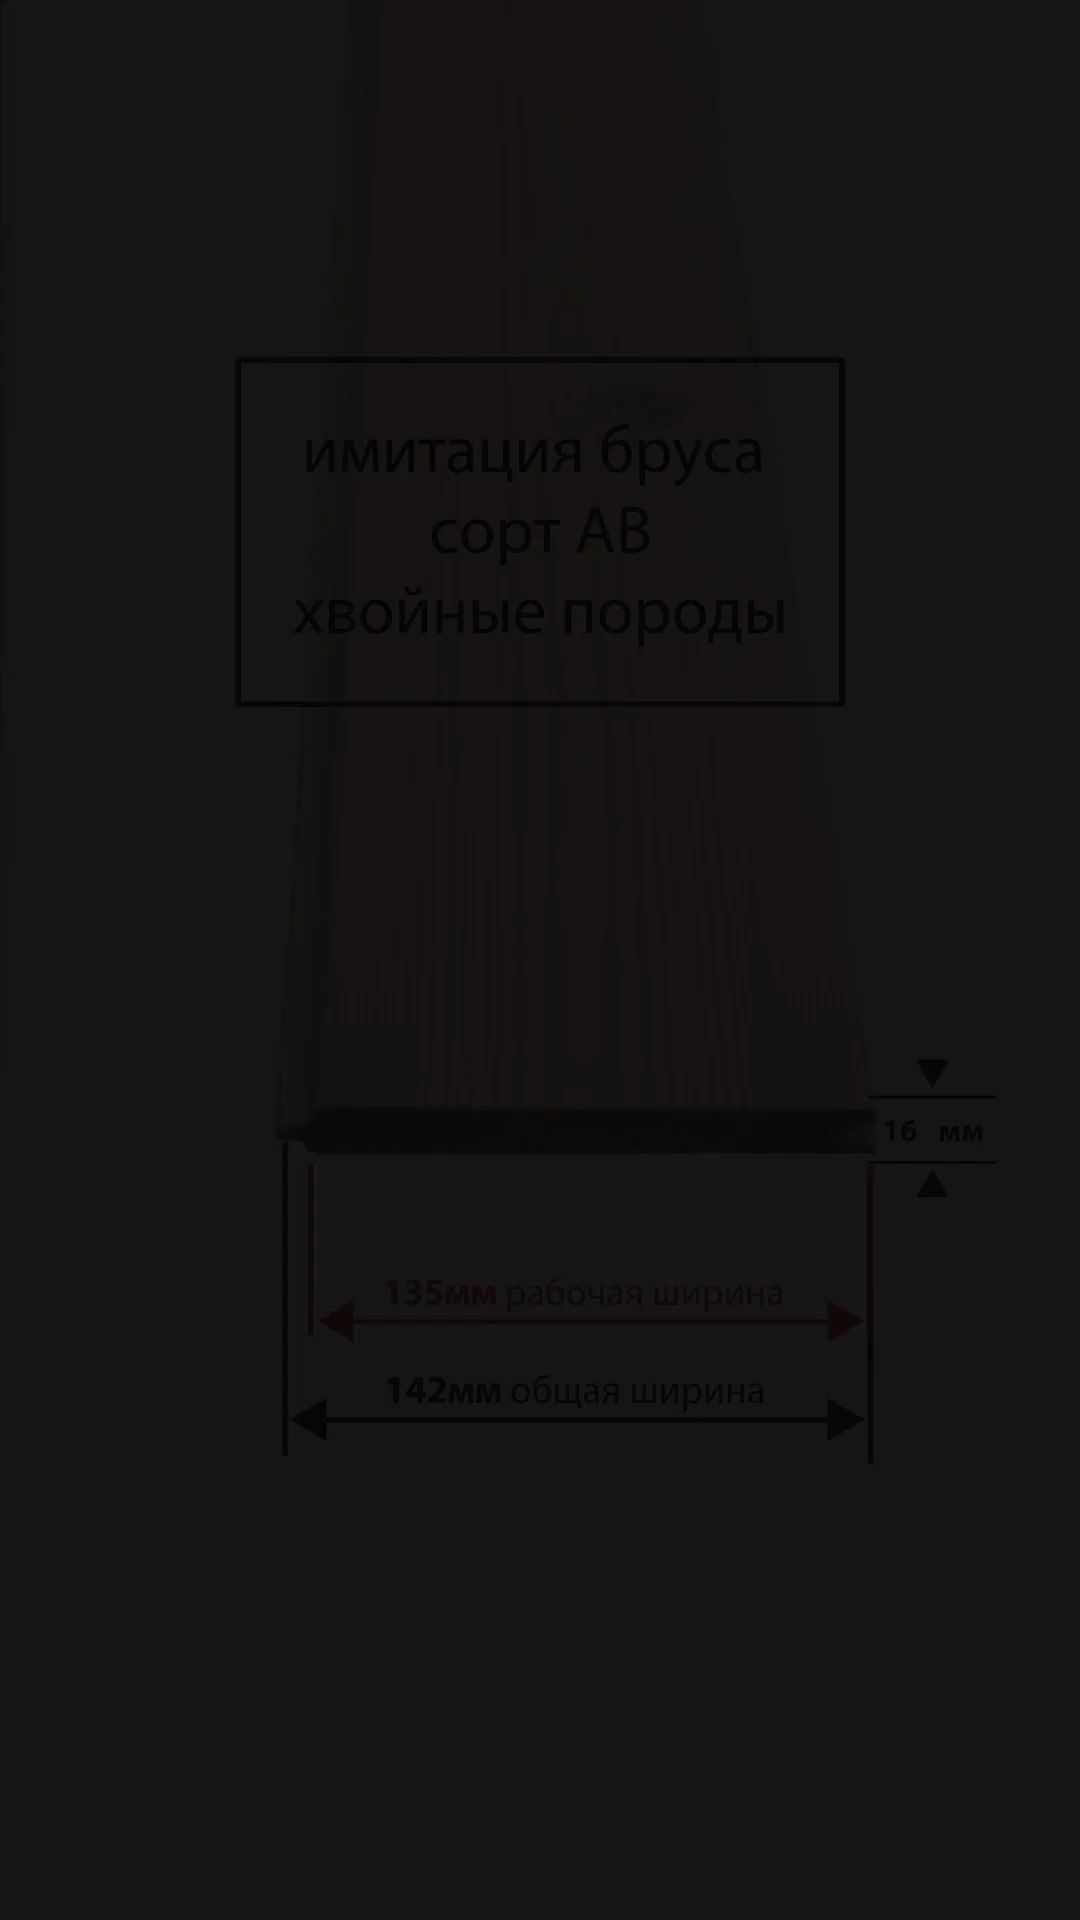 имитация бруса
сорт АВ
хвойные породы
16 мм
135мм рабочая ширина
142мм общая ширина